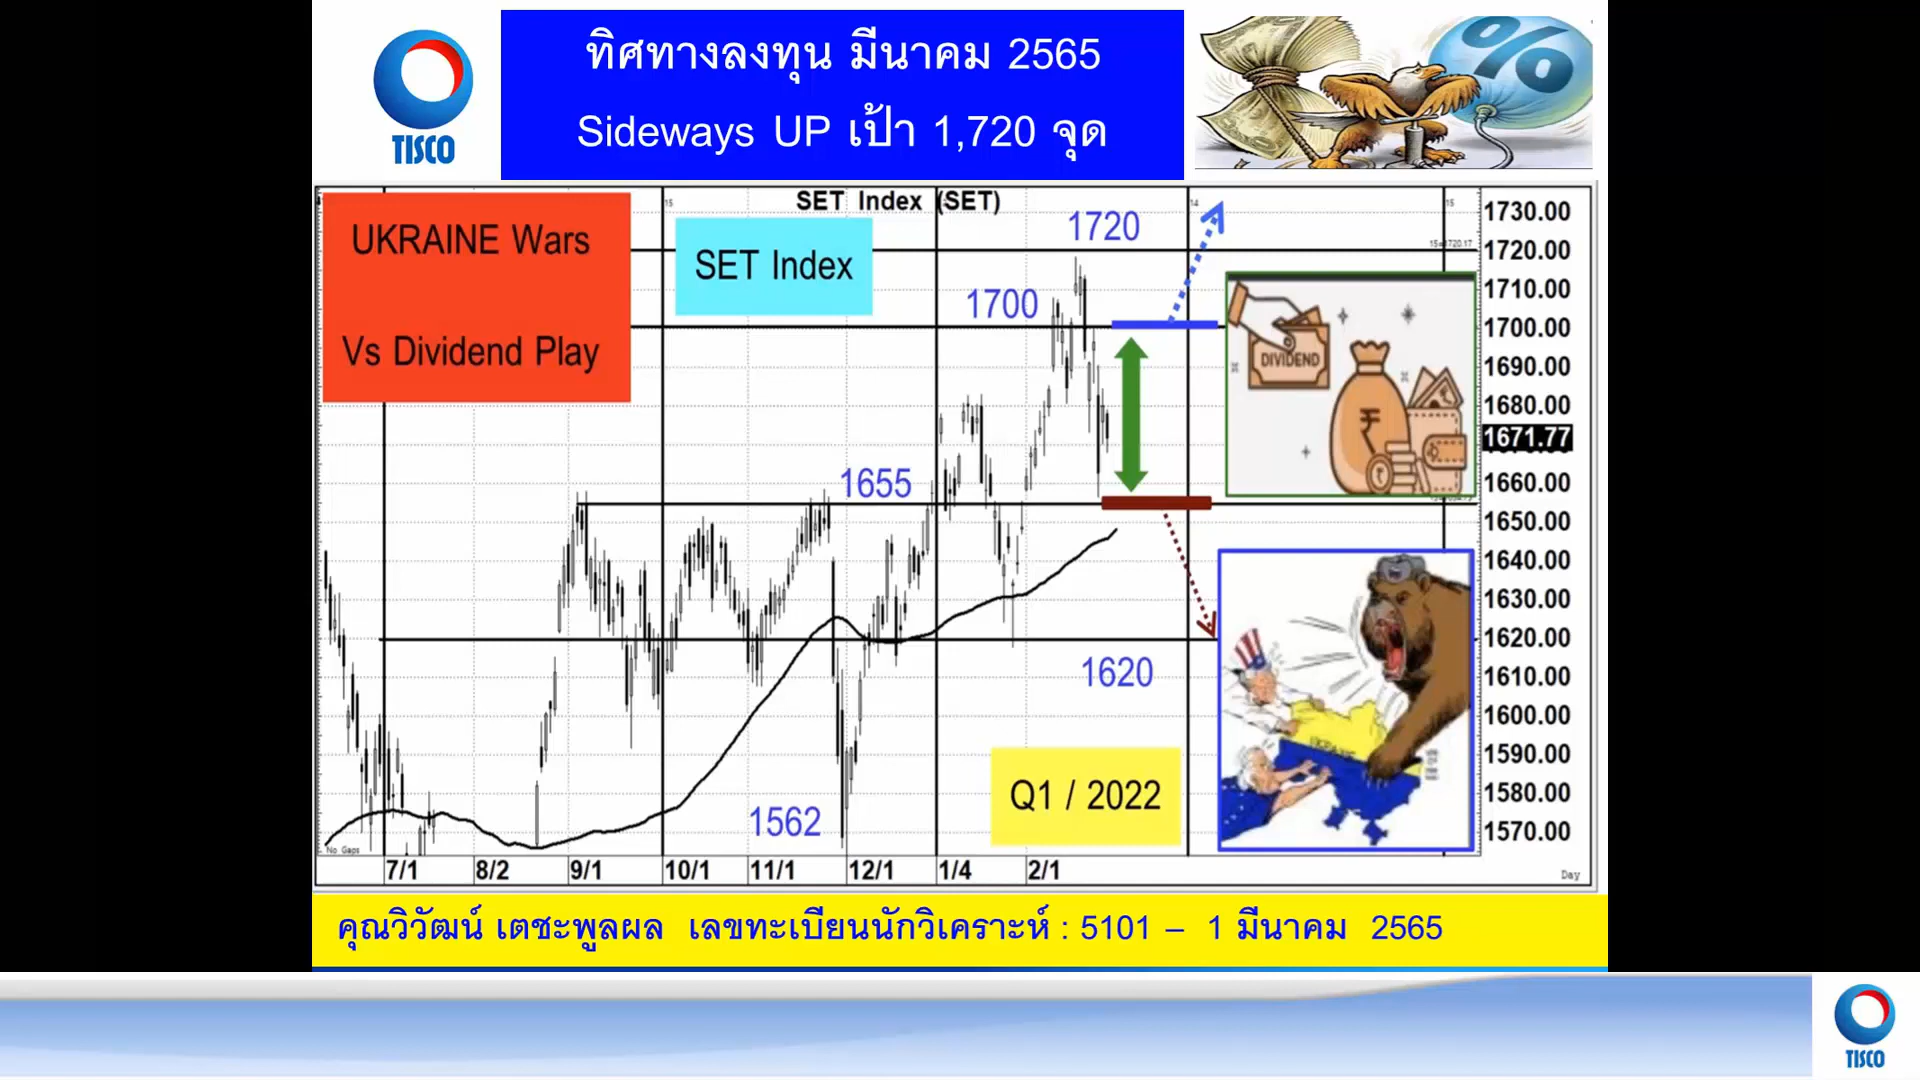 ทิศทางลงทุน มีนาคม 2565
Sideways UP เป้า 1,720 จุด
TISCO
%
SET Index (SET)
UKRAINE Wars
Vs Dividend Play
SET Index
1720
1700
1655
1620
1562
Q1 / 2022
DIVIDEND
₹
UKRAINE
15
14
15
1730.00
1720.00
1710.00
1700.00
1690.00
1680.00
1671.77
1660.00
1650.00
1640.00
1630.00
1620.00
1610.00
1600.00
1590.00
1580.00
1570.00
No Gaps
7/1 8/2 9/1 10/1 11/1 12/1 1/4 2/1
Day
คุณวิวัฒน์ เตชะพูลผล เลขทะเบียนนักวิเคราะห์ : 5101 – 1 มีนาคม 2565
TISCO